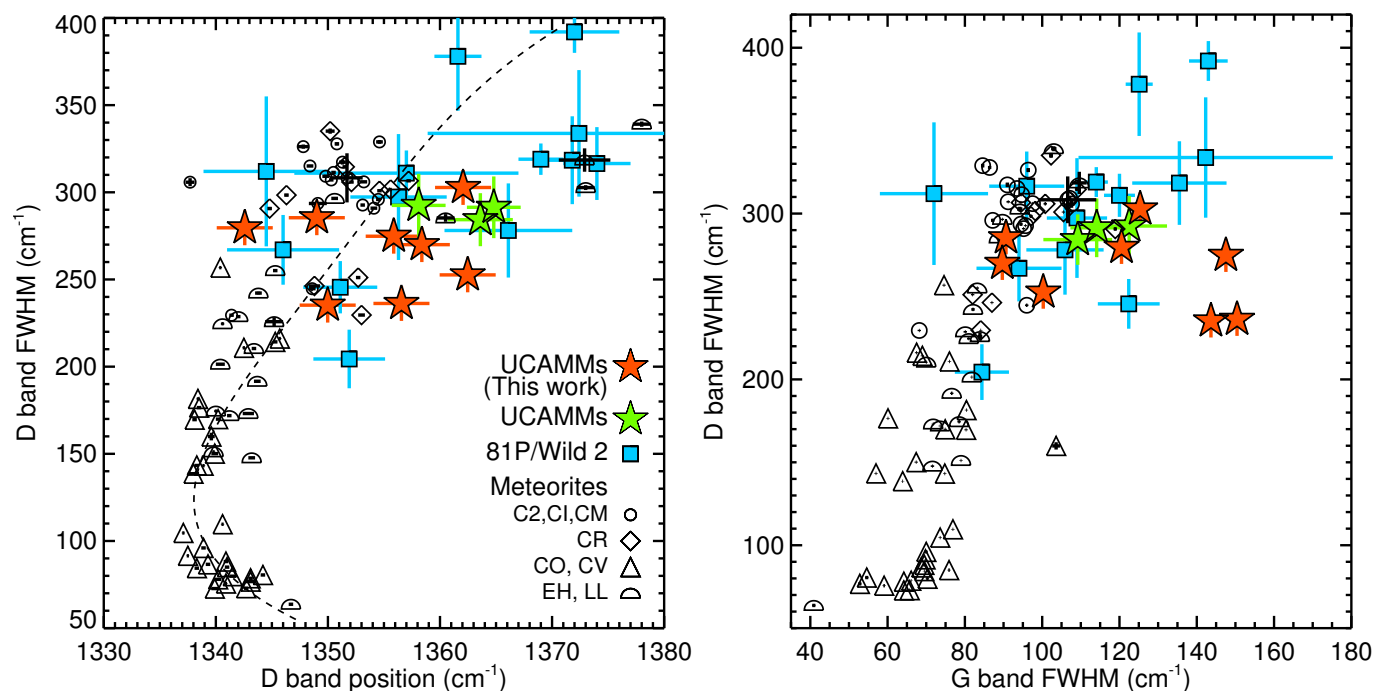 D band FWHM (cm⁻¹)
400
350
300
250
200
150
100
50
1330
1340
1350
1360
1370
1380
D band position (cm⁻¹)
UCAMMs
(This work)
UCAMMs
81P/Wild 2
Meteorites
C2,CI,CM
CR
CO, CV
EH, LL
D band FWHM (cm⁻¹)
400
300
200
100
40
60
80
100
120
140
160
180
G band FWHM (cm⁻¹)